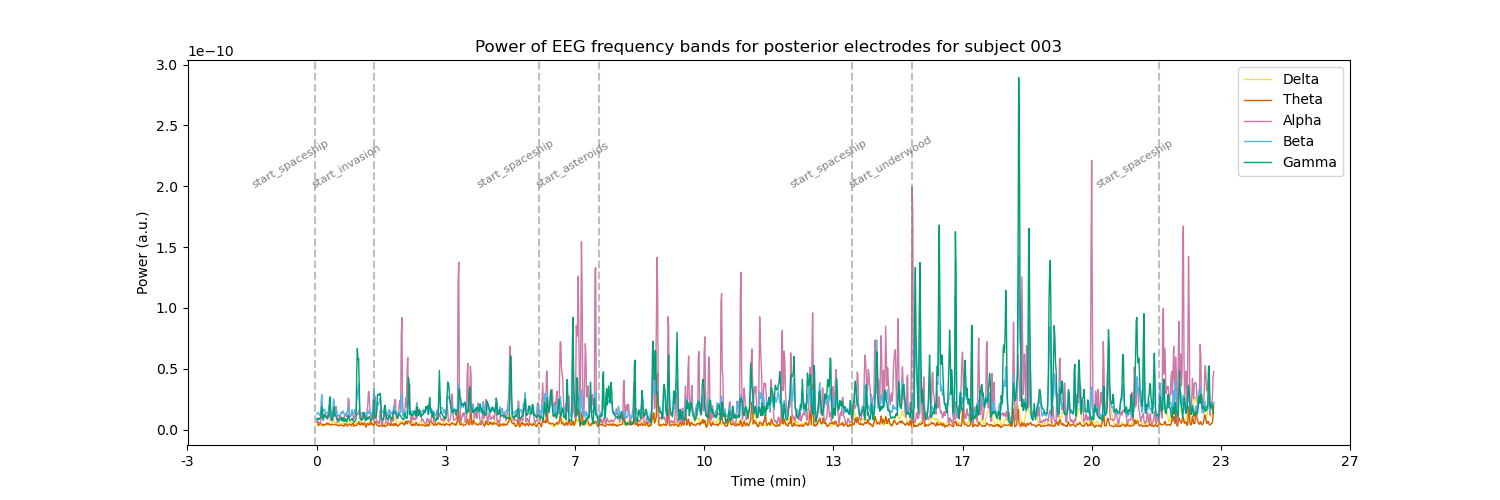 Power of EEG frequency bands for posterior electrodes for subject 003
1e−10
3.0
2.5
2.0
1.5
1.0
0.5
0.0
Power (a.u.)
start_spaceship
start_invasion
start_spaceship
start_asteroids
start_spaceship
start_underwood
start_spaceship
Delta
Theta
Alpha
Beta
Gamma
-3 0 3 7 10 13 17 20 23 27
Time (min)